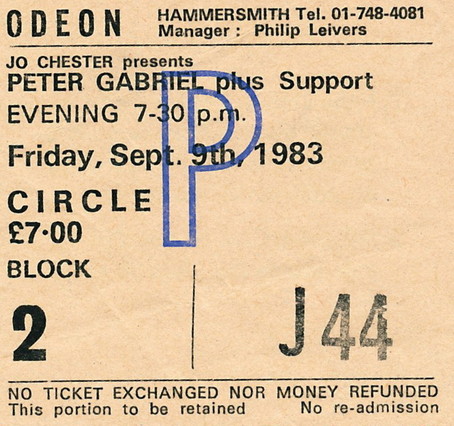 ODEON HAMMERSMITH Tel. 01-748-4081
Manager: Philip Leivers
JO CHESTER presents
PETER GABRIEL plus Support
EVENING 7-30 p.m.
P
Friday, Sept. 9th, 1983
CIRCLE
£7·00
BLOCK
2 J 44
NO TICKET EXCHANGED NOR MONEY REFUNDED
This portion to be retained No re-admission